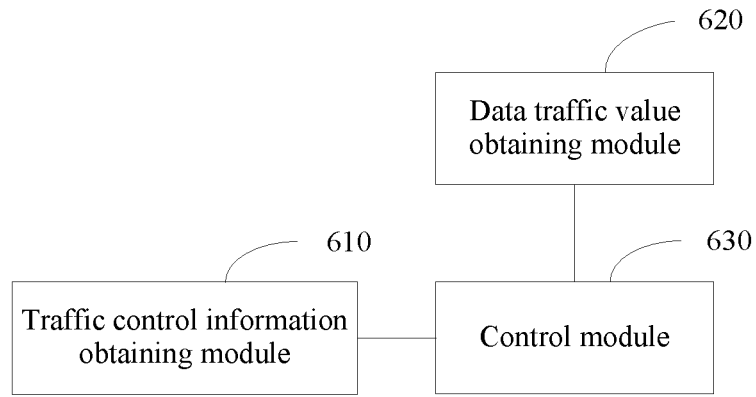 620
Data traffic value
obtaining module
610
630
Traffic control information
obtaining module
Control module